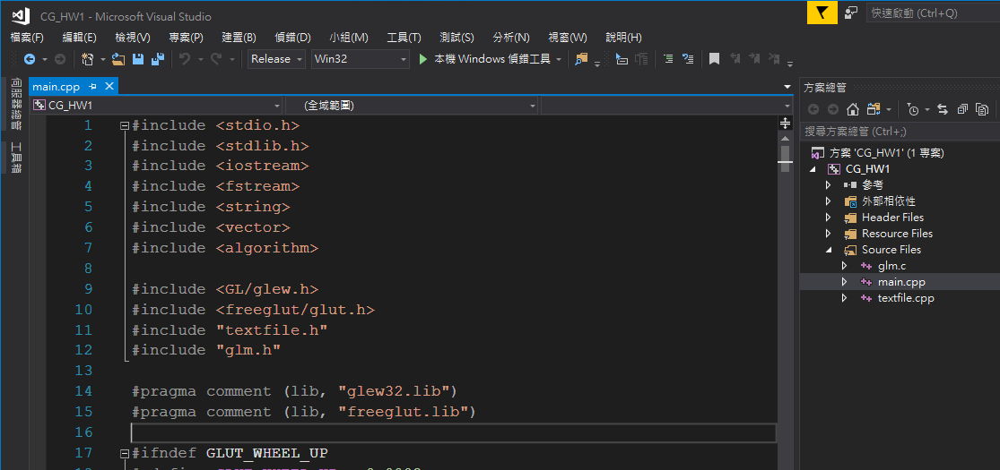 CG_HW1 - Microsoft Visual Studio
快速啟動 (Ctrl+Q)
檔案(F) 編輯(E) 檢視(V) 專案(P) 建置(B) 偵錯(D) 小組(M) 工具(T) 測試(S) 分析(N) 視窗(W) 說明(H)
Release Win32 本機 Windows 偵錯工具
伺服器總管
工具箱
main.cpp
CG_HW1 (全域範圍)
1 #include <stdio.h>
2 #include <stdlib.h>
3 #include <iostream>
4 #include <fstream>
5 #include <string>
6 #include <vector>
7 #include <algorithm>
8
9 #include <GL/glew.h>
10 #include <freeglut/glut.h>
11 #include "textfile.h"
12 #include "glm.h"
13
14 #pragma comment (lib, "glew32.lib")
15 #pragma comment (lib, "freeglut.lib")
16
17 #ifndef GLUT_WHEEL_UP
方案總管
搜尋方案總管 (Ctrl+;)
方案 'CG_HW1' (1 專案)
CG_HW1
參考
外部相依性
Header Files
Resource Files
Source Files
glm.c
main.cpp
textfile.cpp